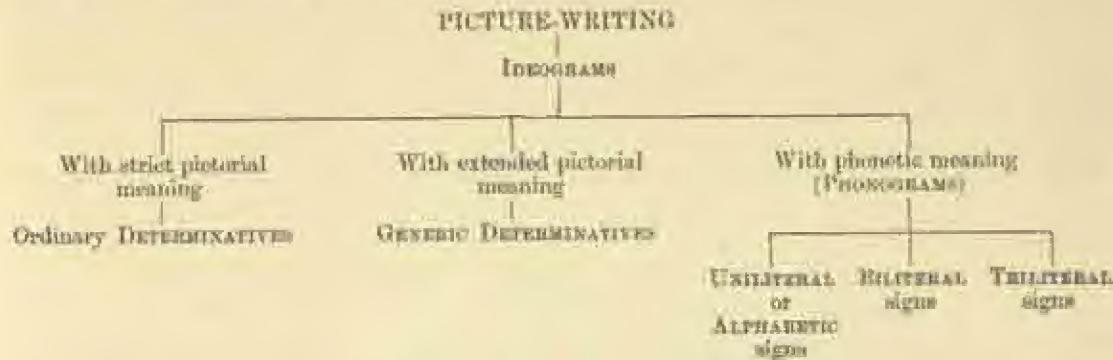 PICTURE-WRITING
IDEOGRAMS
With strict pictorial meaning
With extended pictorial meaning
With phonetic meaning (PHONOGRAMS)
Ordinary DETERMINATIVES
GENERIC DETERMINATIVES
UNILITERAL or ALPHABETIC signs
BILITERAL signs
TRILITERAL signs